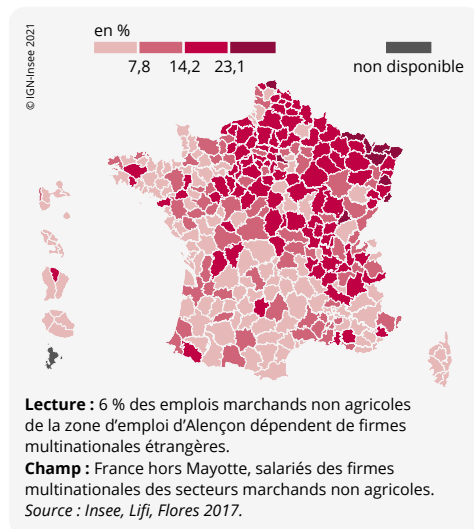 © IGN-Insee 2021
en %
7,8 14,2 23,1
non disponible
Lecture : 6 % des emplois marchands non agricoles
de la zone d’emploi d’Alençon dépendent de firmes
multinationales étrangères.
Champ : France hors Mayotte, salariés des firmes
multinationales des secteurs marchands non agricoles.
Source : Insee, Lifi, Flores 2017.